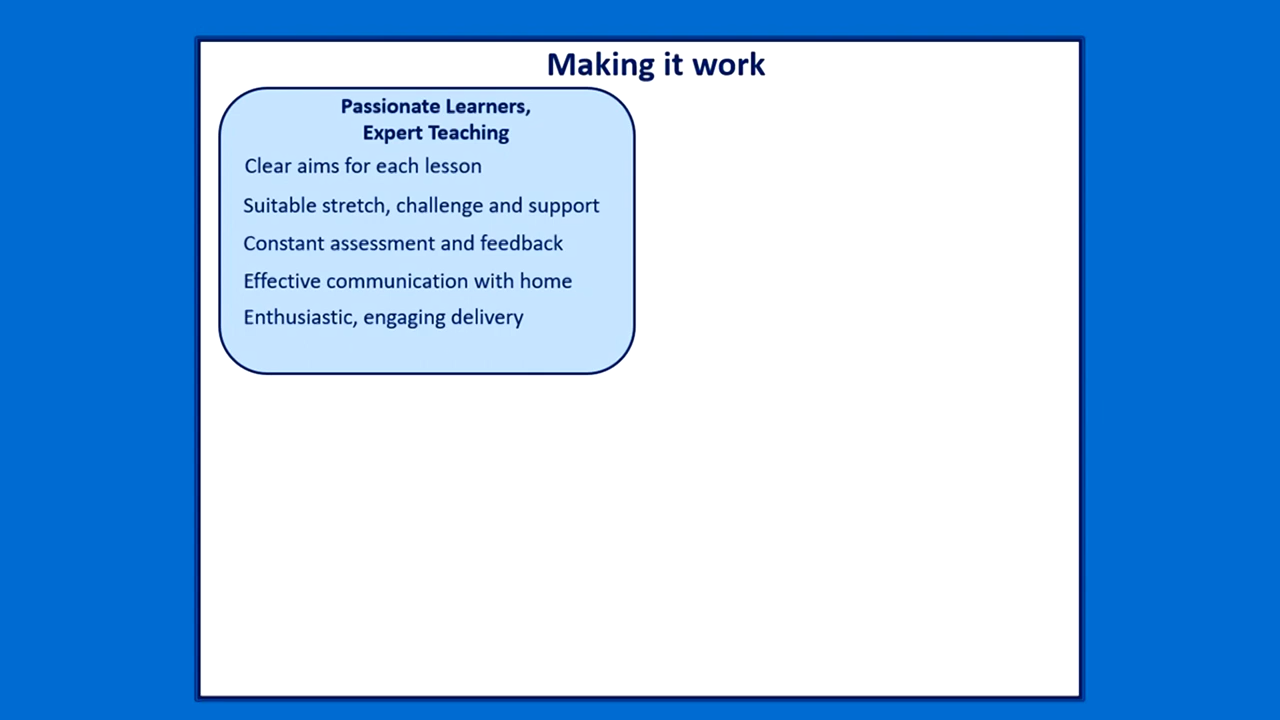 Making it work
Passionate Learners,
Expert Teaching
Clear aims for each lesson
Suitable stretch, challenge and support
Constant assessment and feedback
Effective communication with home
Enthusiastic, engaging delivery